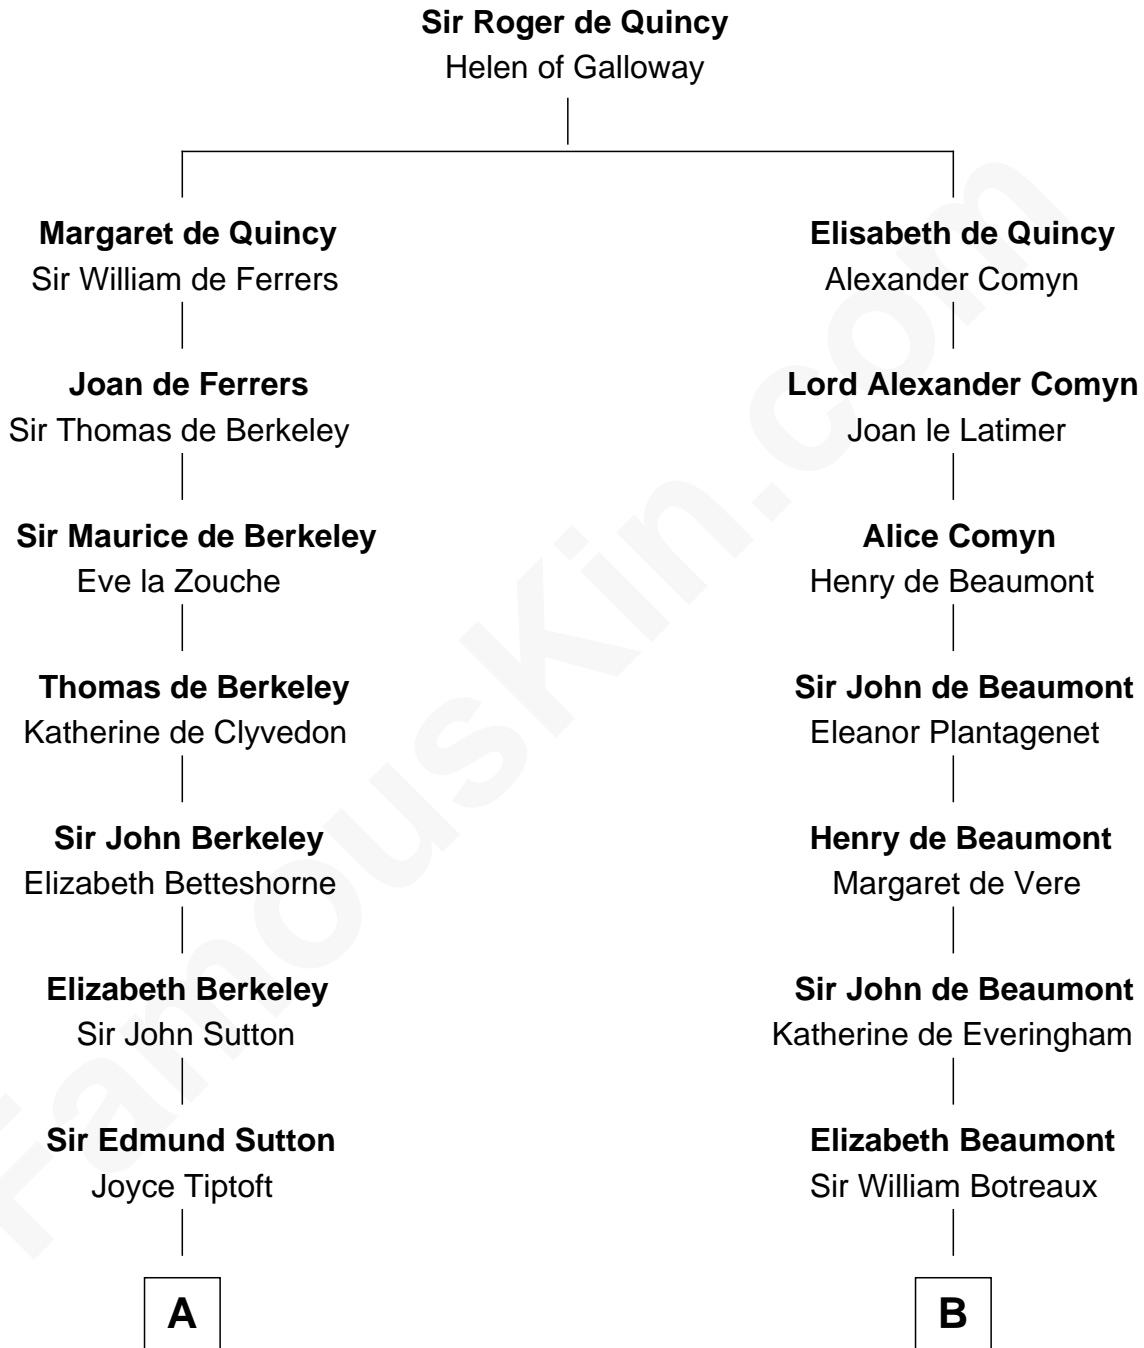 Sir Roger de Quincy
Helen of Galloway
Margaret de Quincy
Sir William de Ferrers
Joan de Ferrers
Sir Thomas de Berkeley
Sir Maurice de Berkeley
Eve la Zouche
Thomas de Berkeley
Katherine de Clyvedon
Sir John Berkeley
Elizabeth Betteshorne
Elizabeth Berkeley
Sir John Sutton
Sir Edmund Sutton
Joyce Tiptoft
A
Elisabeth de Quincy
Alexander Comyn
Lord Alexander Comyn
Joan le Latimer
Alice Comyn
Henry de Beaumont
Sir John de Beaumont
Eleanor Plantagenet
Henry de Beaumont
Margaret de Vere
Sir John de Beaumont
Katherine de Everingham
Elizabeth Beaumont
Sir William Botreaux
B
FamousKin.com